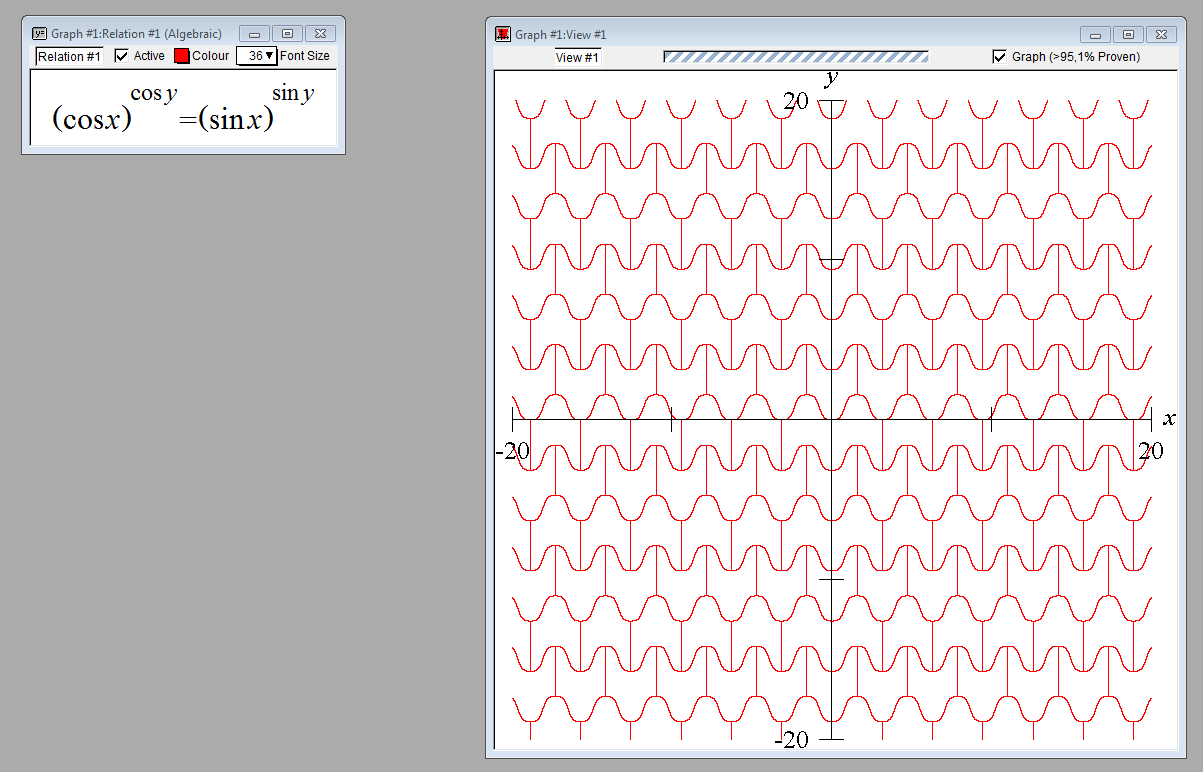 Graph #1:Relation #1 (Algebraic)
Relation #1 Active Colour 36 Font Size
(cos x)^cos y = (sin x)^sin y
Graph #1:View #1
View #1 Graph (>95,1% Proven)
y
20
x
-20 20
-20